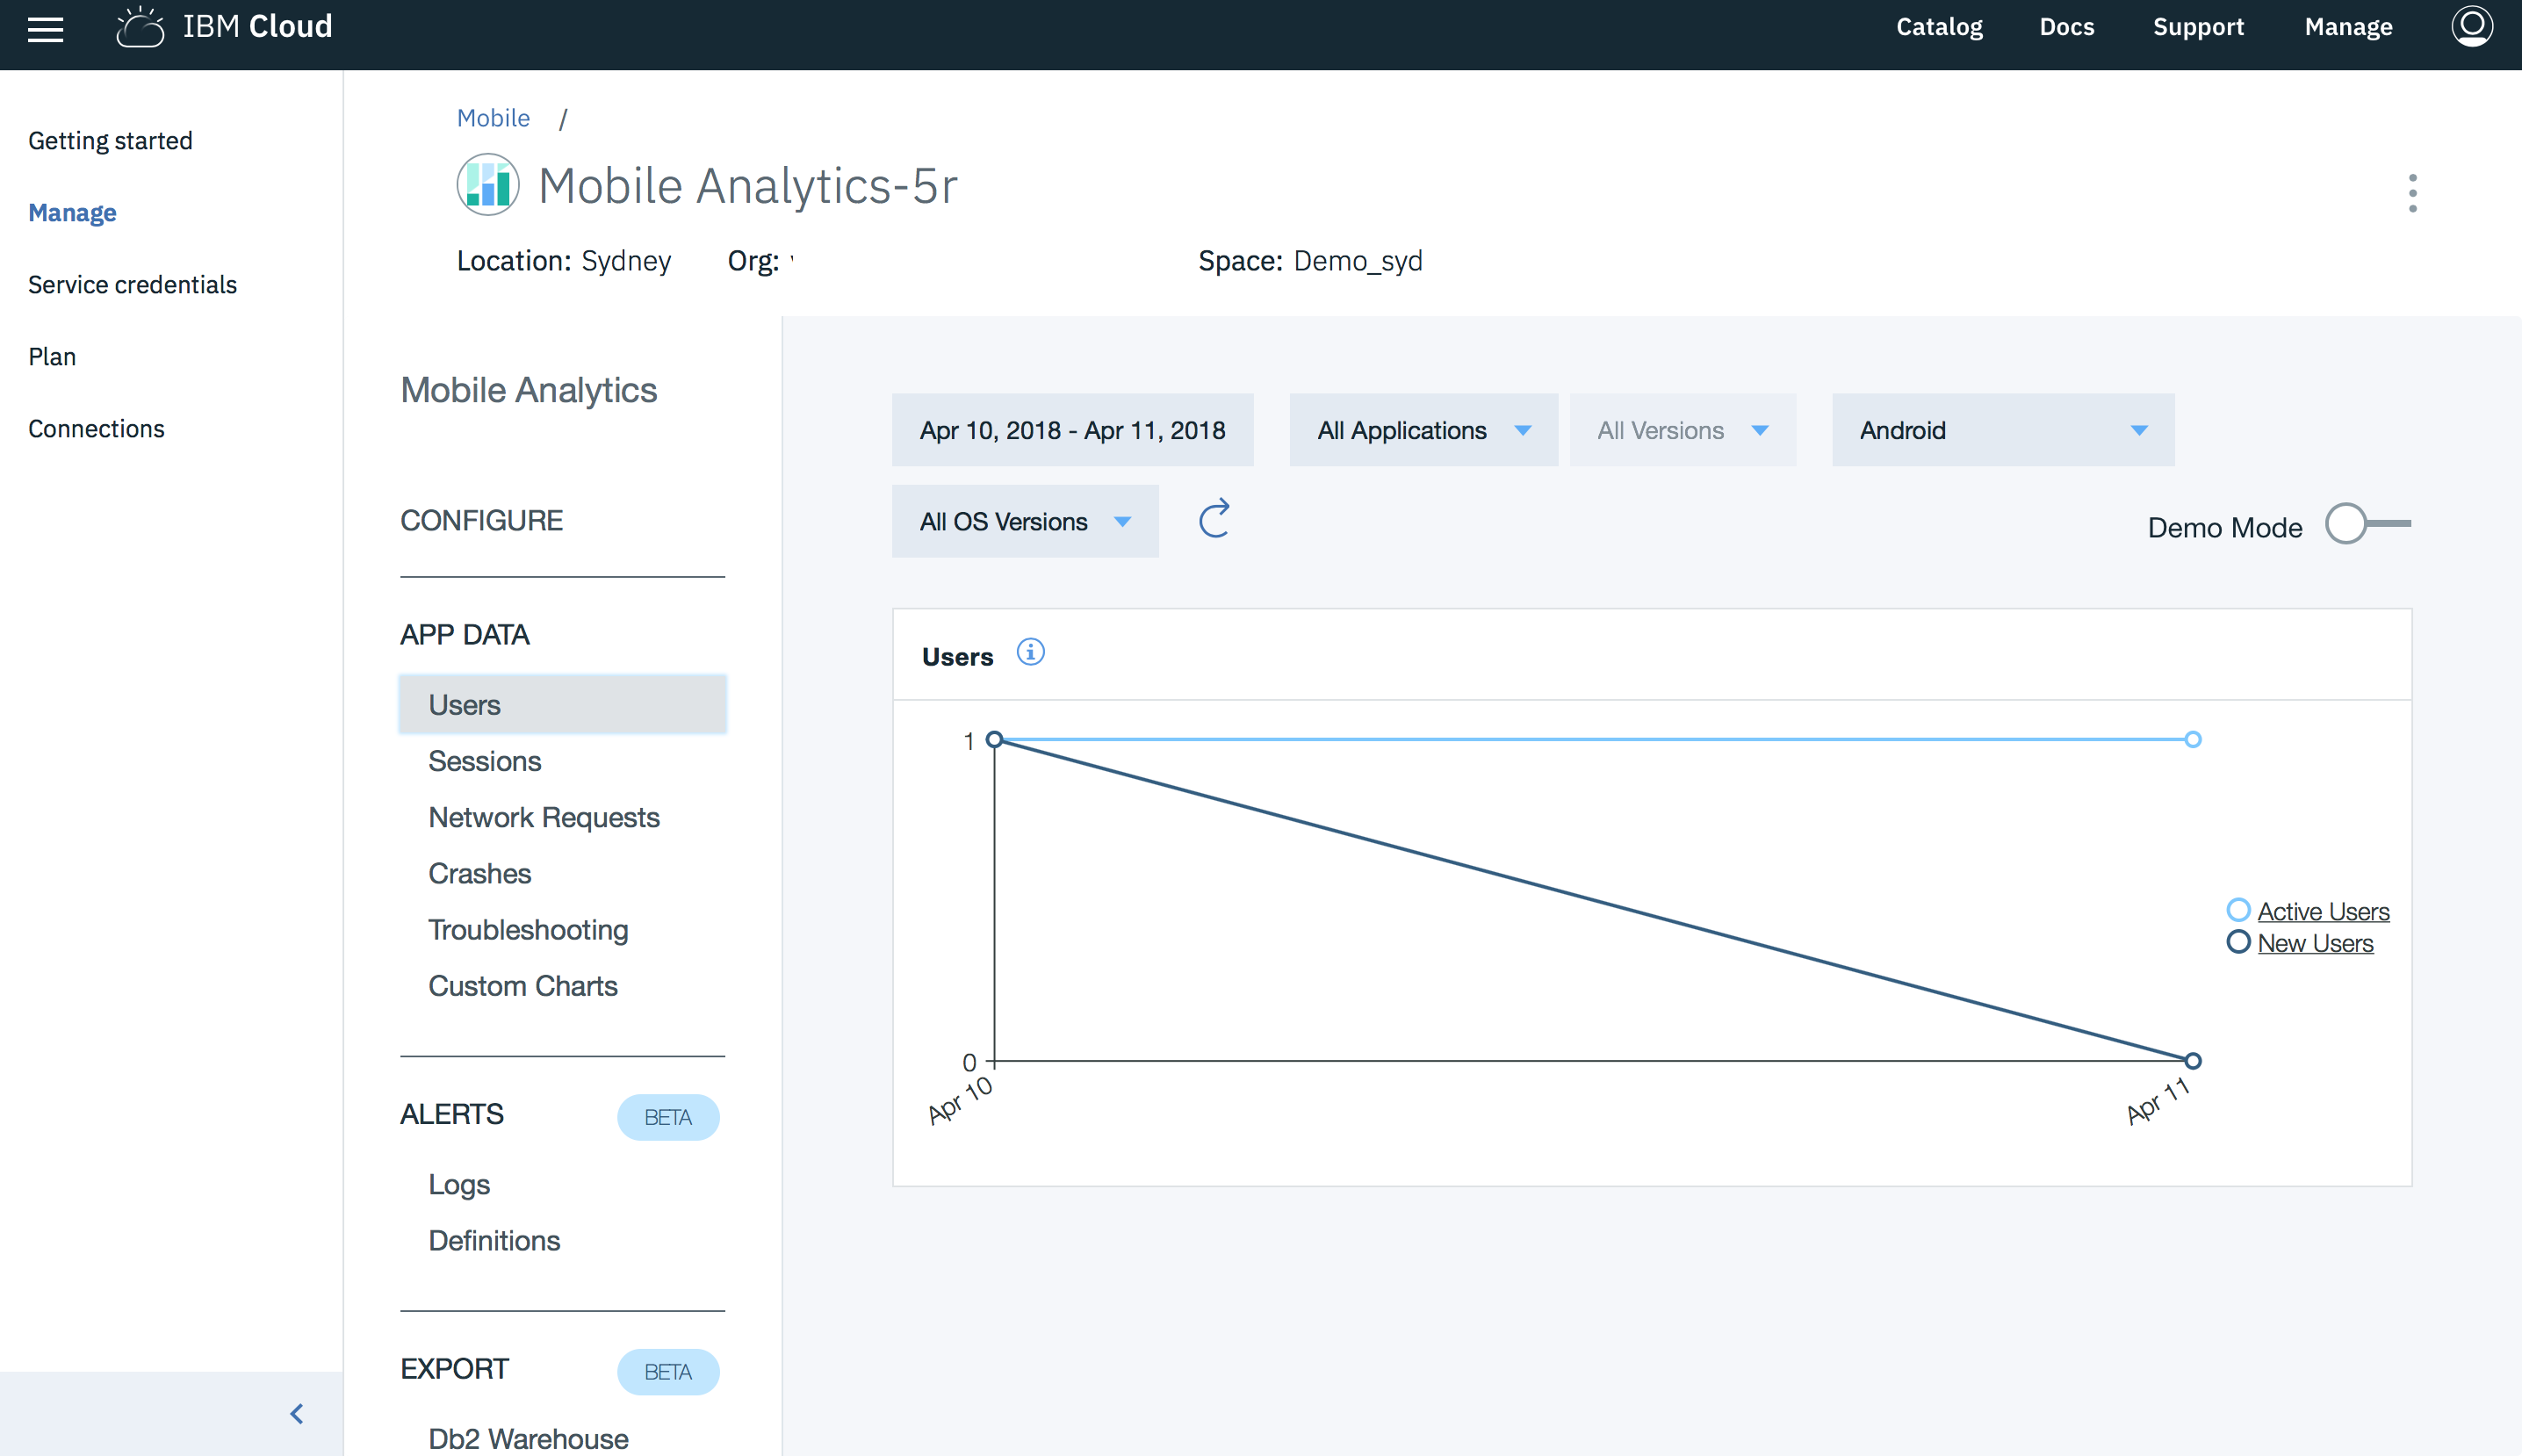 IBM Cloud
Catalog Docs Support Manage
Getting started
Manage
Service credentials
Plan
Connections
Mobile /
Mobile Analytics-5r
Location: Sydney Org: Space: Demo_syd
Mobile Analytics
CONFIGURE
APP DATA
Users
Sessions
Network Requests
Crashes
Troubleshooting
Custom Charts
ALERTS BETA
Logs
Definitions
EXPORT BETA
Db2 Warehouse
Apr 10, 2018 - Apr 11, 2018 All Applications All Versions Android
All OS Versions
Demo Mode
Users
1
0
Apr 10 Apr 11
Active Users
New Users